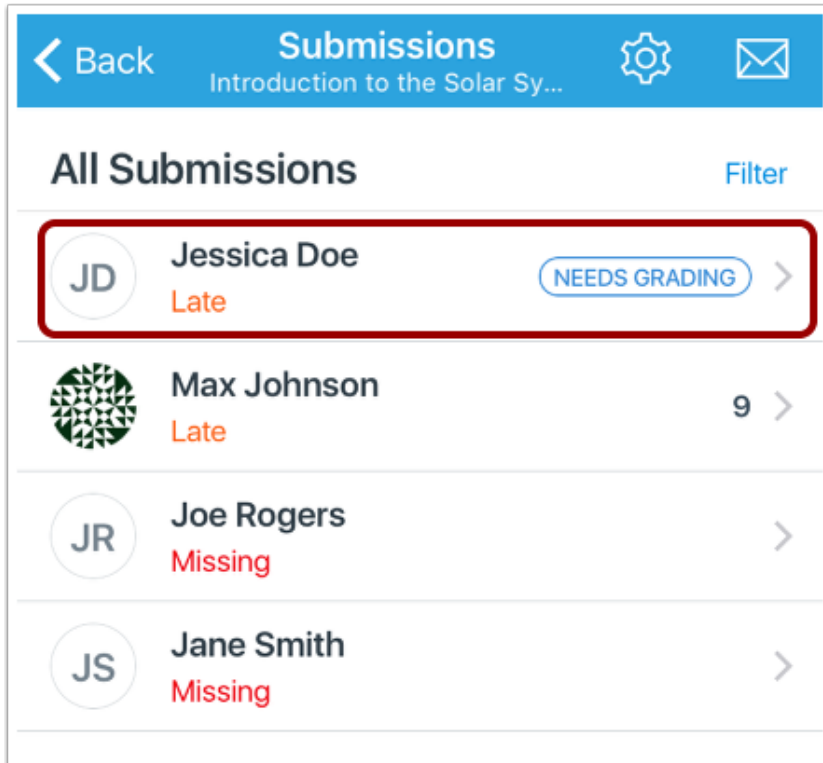 Back
Submissions
Introduction to the Solar Sy...
All Submissions
Filter
JD
Jessica Doe
Late
NEEDS GRADING
Max Johnson
Late
9
JR
Joe Rogers
Missing
JS
Jane Smith
Missing